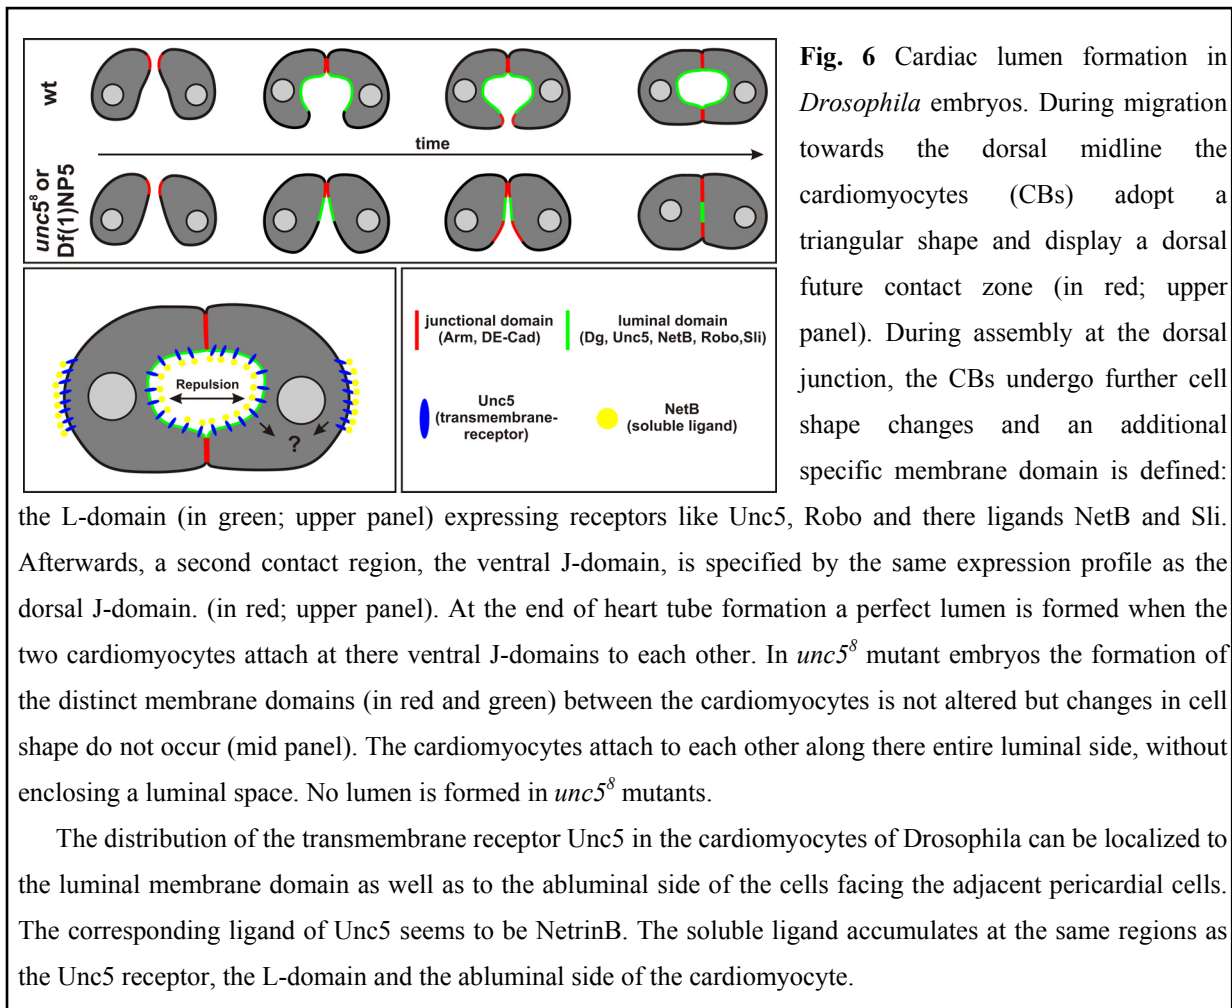 wt
time
unc5⁸ or
Df(1)NP5
Repulsion
?
junctional domain
(Arm, DE-Cad)
luminal domain
(Dg, Unc5, NetB, Robo,Sli)
Unc5
(transmembrane-
receptor)
NetB
(soluble ligand)
Fig. 6 Cardiac lumen formation in
Drosophila embryos. During migration
towards the dorsal midline the
cardiomyocytes (CBs) adopt a
triangular shape and display a dorsal
future contact zone (in red; upper
panel). During assembly at the dorsal
junction, the CBs undergo further cell
shape changes and an additional
specific membrane domain is defined:
the L-domain (in green; upper panel) expressing receptors like Unc5, Robo and there ligands NetB and Sli.
Afterwards, a second contact region, the ventral J-domain, is specified by the same expression profile as the
dorsal J-domain. (in red; upper panel). At the end of heart tube formation a perfect lumen is formed when the
two cardiomyocytes attach at there ventral J-domains to each other. In unc5⁸ mutant embryos the formation of
the distinct membrane domains (in red and green) between the cardiomyocytes is not altered but changes in cell
shape do not occur (mid panel). The cardiomyocytes attach to each other along there entire luminal side, without
enclosing a luminal space. No lumen is formed in unc5⁸ mutants.
The distribution of the transmembrane receptor Unc5 in the cardiomyocytes of Drosophila can be localized to
the luminal membrane domain as well as to the abluminal side of the cells facing the adjacent pericardial cells.
The corresponding ligand of Unc5 seems to be NetrinB. The soluble ligand accumulates at the same regions as
the Unc5 receptor, the L-domain and the abluminal side of the cardiomyocyte.